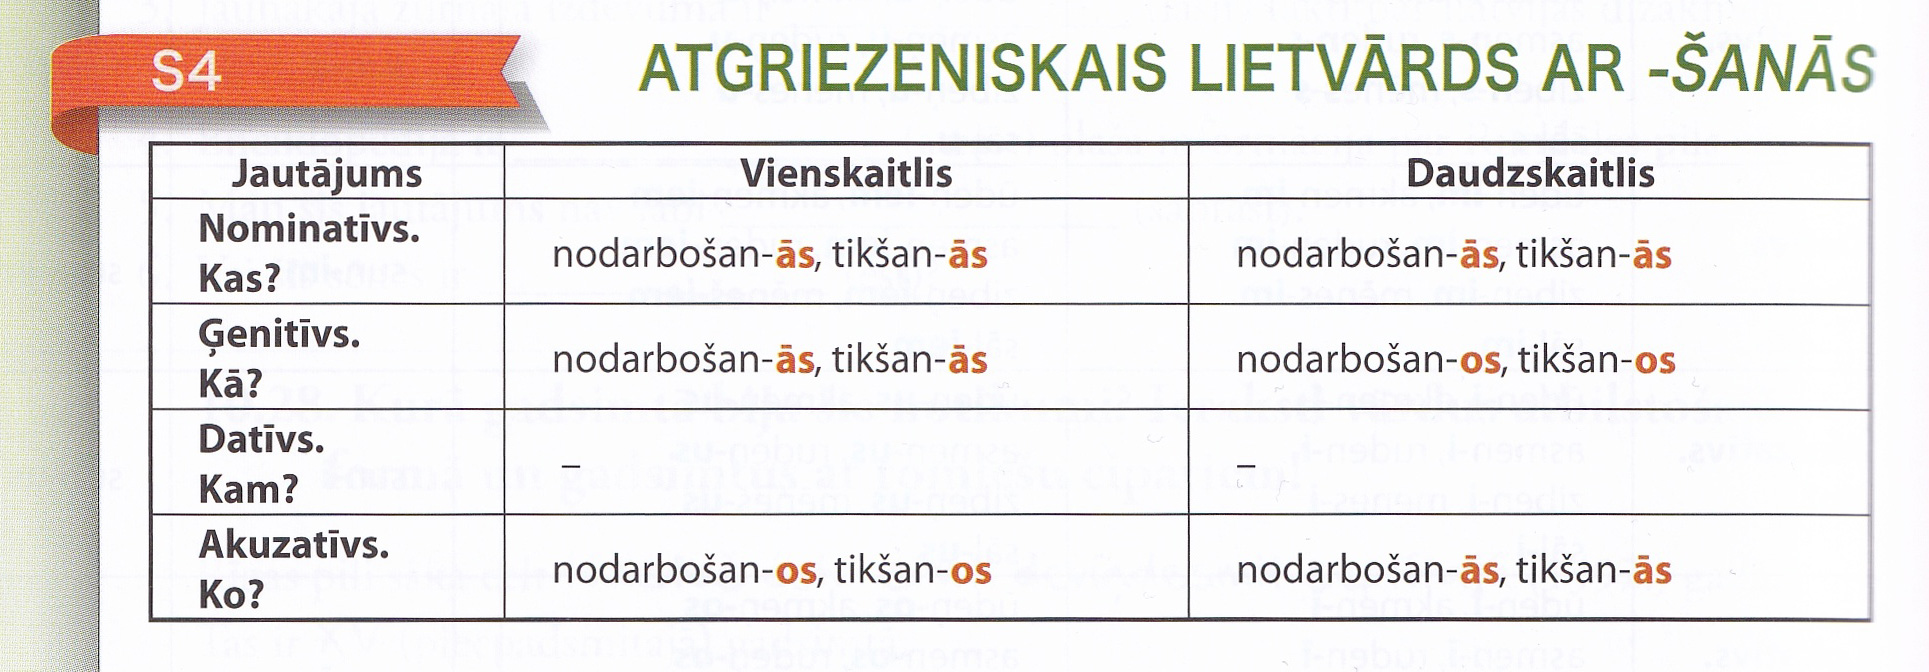 S4
ATGRIEZENISKAIS LIETVĀRDS AR -ŠANĀS
Jautājums Vienskaitlis Daudzskaitlis
Nominatīvs.
Kas?
nodarbošan-ās, tikšan-ās nodarbošan-ās, tikšan-ās
Ģenitīvs.
Kā?
nodarbošan-ās, tikšan-ās nodarbošan-os, tikšan-os
Datīvs.
Kam?
– –
Akuzatīvs.
Ko?
nodarbošan-os, tikšan-os nodarbošan-ās, tikšan-ās